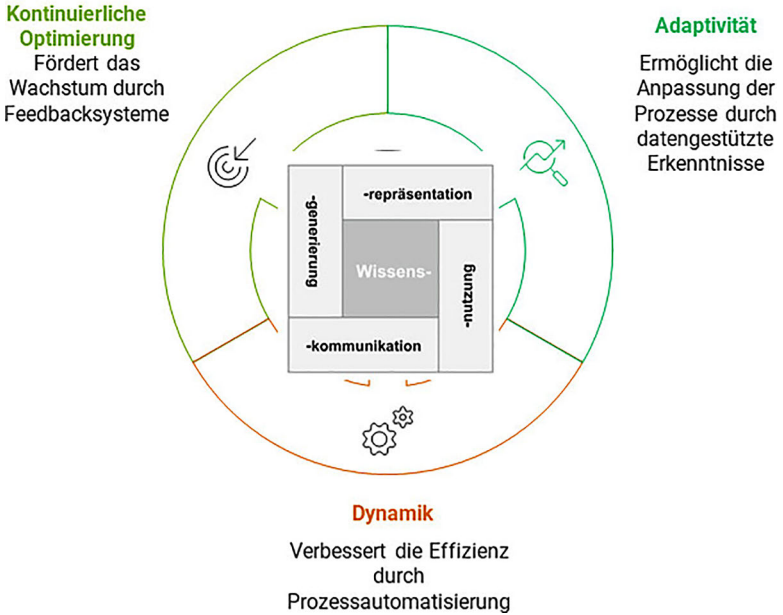 Kontinuierliche
Optimierung
Fördert das
Wachstum durch
Feedbacksysteme
Adaptivität
Ermöglicht die
Anpassung der
Prozesse durch
datengestützte
Erkenntnisse
-repräsentation
-generierung
Wissens-
-nutzung
-kommunikation
Dynamik
Verbessert die Effizienz
durch
Prozessautomatisierung